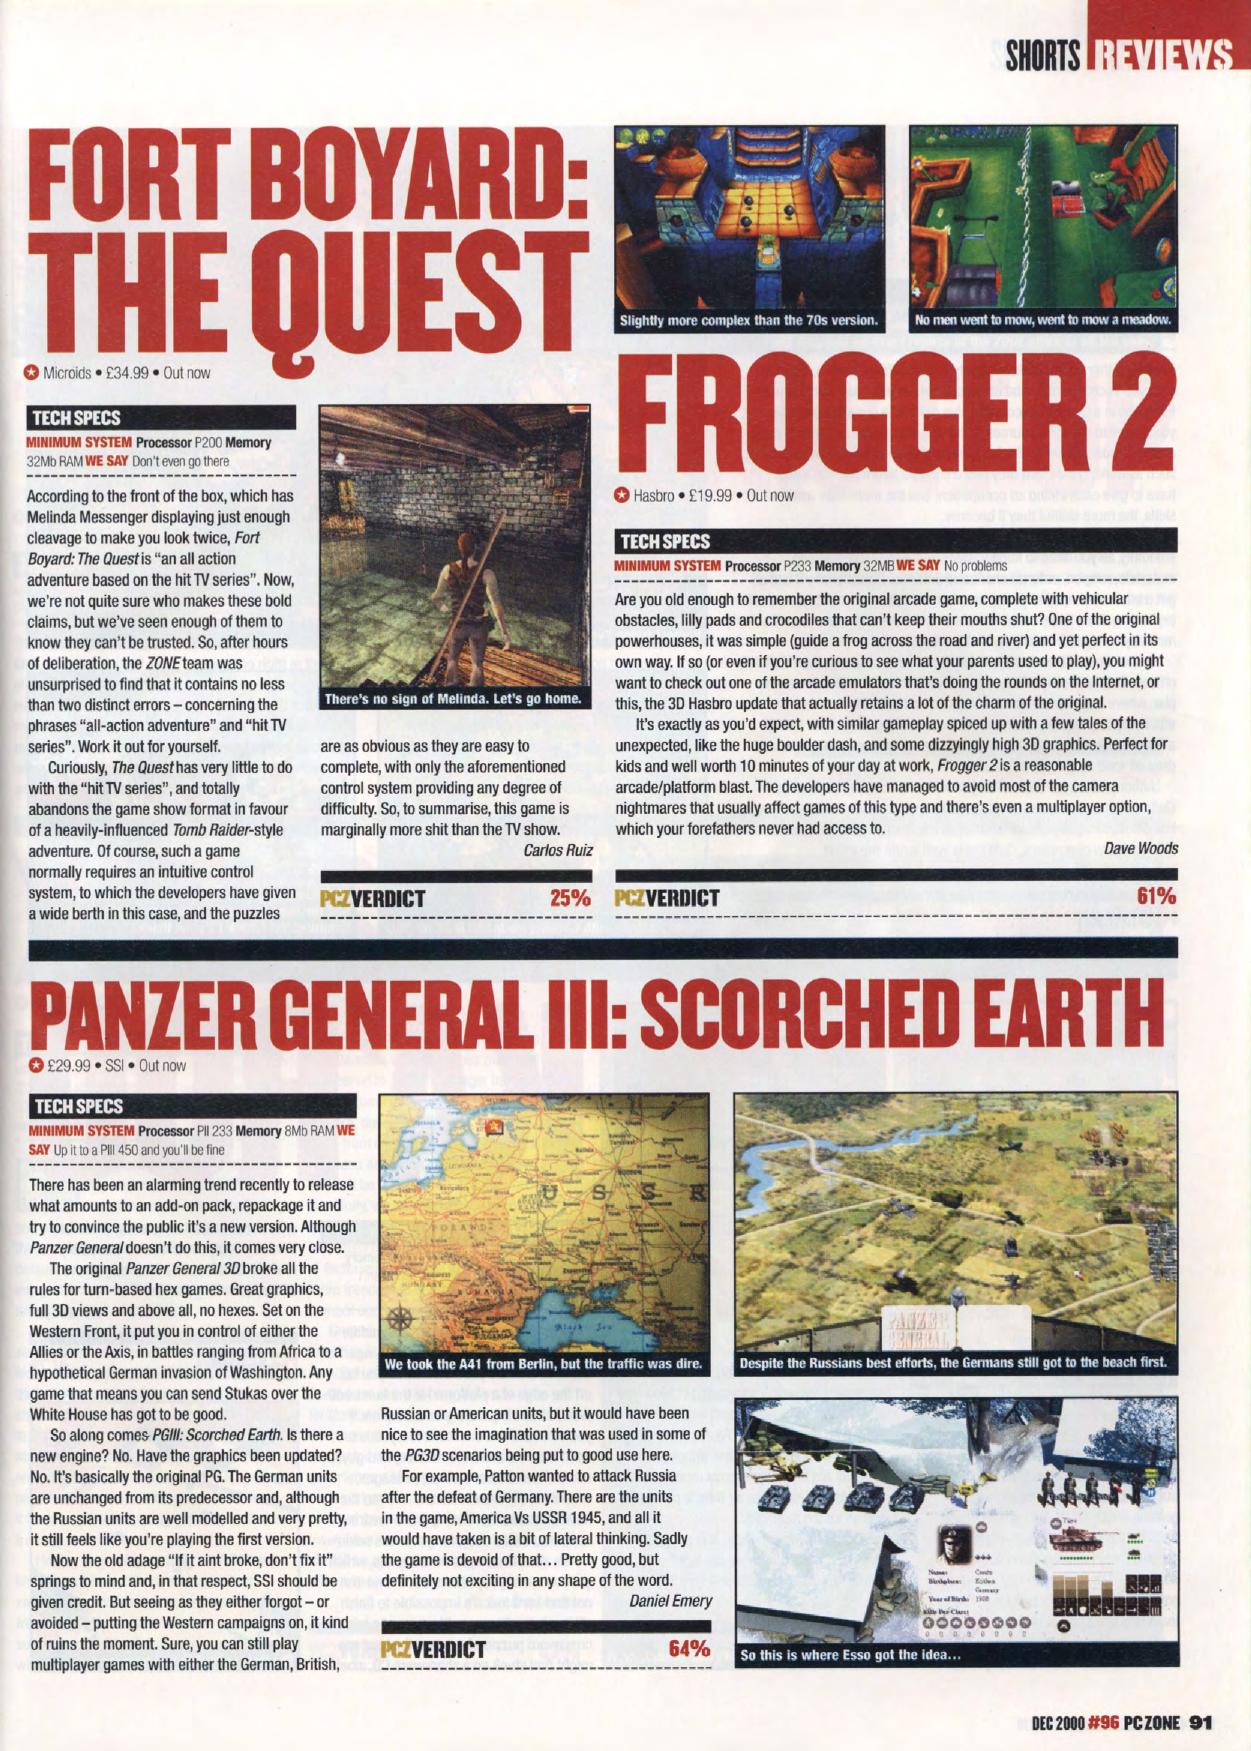 SHORTS REVIEWS
FORT BOYARD:
THE QUEST
Microids • £34.99 • Out now
TECH SPECS
MINIMUM SYSTEM Processor P200 Memory
32Mb RAM WE SAY Don't even go there
According to the front of the box, which has
Melinda Messenger displaying just enough
cleavage to make you look twice, Fort
Boyard: The Quest is "an all action
adventure based on the hit TV series". Now,
we're not quite sure who makes these bold
claims, but we've seen enough of them to
know they can't be trusted. So, after hours
of deliberation, the ZONE team was
unsurprised to find that it contains no less
than two distinct errors – concerning the
phrases "all-action adventure" and "hit TV
series". Work it out for yourself.
Curiously, The Quest has very little to do
with the "hit TV series", and totally
abandons the game show format in favour
of a heavily-influenced Tomb Raider-style
adventure. Of course, such a game
normally requires an intuitive control
system, to which the developers have given
a wide berth in this case, and the puzzles
There's no sign of Melinda. Let's go home.
are as obvious as they are easy to
complete, with only the aforementioned
control system providing any degree of
difficulty. So, to summarise, this game is
marginally more shit than the TV show.
Carlos Ruiz
PCZVERDICT 25%
Slightly more complex than the 70s version.
No men went to mow, went to mow a meadow.
FROGGER 2
Hasbro • £19.99 • Out now
TECH SPECS
MINIMUM SYSTEM Processor P233 Memory 32MB WE SAY No problems
Are you old enough to remember the original arcade game, complete with vehicular
obstacles, lilly pads and crocodiles that can't keep their mouths shut? One of the original
powerhouses, it was simple (guide a frog across the road and river) and yet perfect in its
own way. If so (or even if you're curious to see what your parents used to play), you might
want to check out one of the arcade emulators that's doing the rounds on the Internet, or
this, the 3D Hasbro update that actually retains a lot of the charm of the original.
It's exactly as you'd expect, with similar gameplay spiced up with a few tales of the
unexpected, like the huge boulder dash, and some dizzyingly high 3D graphics. Perfect for
kids and well worth 10 minutes of your day at work, Frogger 2 is a reasonable
arcade/platform blast. The developers have managed to avoid most of the camera
nightmares that usually affect games of this type and there's even a multiplayer option,
which your forefathers never had access to.
Dave Woods
PCZVERDICT 61%
PANZER GENERAL III: SCORCHED EARTH
£29.99 • SSI • Out now
TECH SPECS
MINIMUM SYSTEM Processor PII 233 Memory 8Mb RAM WE
SAY Up it to a PIII 450 and you'll be fine
There has been an alarming trend recently to release
what amounts to an add-on pack, repackage it and
try to convince the public it's a new version. Although
Panzer General doesn't do this, it comes very close.
The original Panzer General 3D broke all the
rules for turn-based hex games. Great graphics,
full 3D views and above all, no hexes. Set on the
Western Front, it put you in control of either the
Allies or the Axis, in battles ranging from Africa to a
hypothetical German invasion of Washington. Any
game that means you can send Stukas over the
White House has got to be good.
So along comes PGIII: Scorched Earth. Is there a
new engine? No. Have the graphics been updated?
No. It's basically the original PG. The German units
are unchanged from its predecessor and, although
the Russian units are well modelled and very pretty,
it still feels like you're playing the first version.
Now the old adage "If it aint broke, don't fix it"
springs to mind and, in that respect, SSI should be
given credit. But seeing as they either forgot – or
avoided – putting the Western campaigns on, it kind
of ruins the moment. Sure, you can still play
multiplayer games with either the German, British,
U S S R
POLAND
HUNGARY
ROMANIA
BULGARIA
Black Sea
We took the A41 from Berlin, but the traffic was dire.
Russian or American units, but it would have been
nice to see the imagination that was used in some of
the PG3D scenarios being put to good use here.
For example, Patton wanted to attack Russia
after the defeat of Germany. There are the units
in the game, America Vs USSR 1945, and all it
would have taken is a bit of lateral thinking. Sadly
the game is devoid of that... Pretty good, but
definitely not exciting in any shape of the word.
Daniel Emery
PCZVERDICT 64%
PANZER
GENERAL
Despite the Russians best efforts, the Germans still got to the beach first.
Name:
Birthplace:
Germany
Year of Birth: 1908
Kills Per Class:
Tiger
So this is where Esso got the idea...
DEC 2000 #96 PC ZONE 91